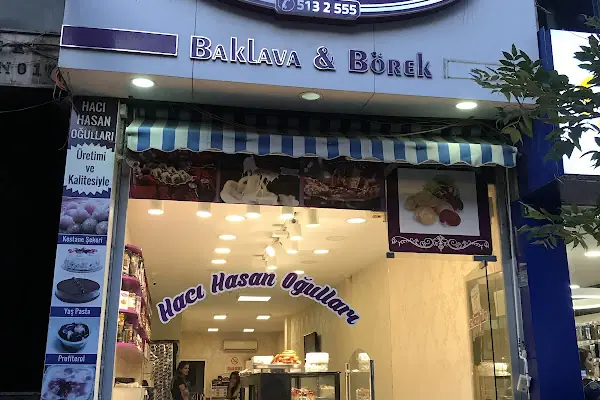 513 2 555
Baklava & Börek
HACI
HASAN
OĞULLARI
Üretimi
ve
Kalitesiyle
Kestane Şekeri
Yaş Pasta
Profiterol
Hacı Hasan Oğulları